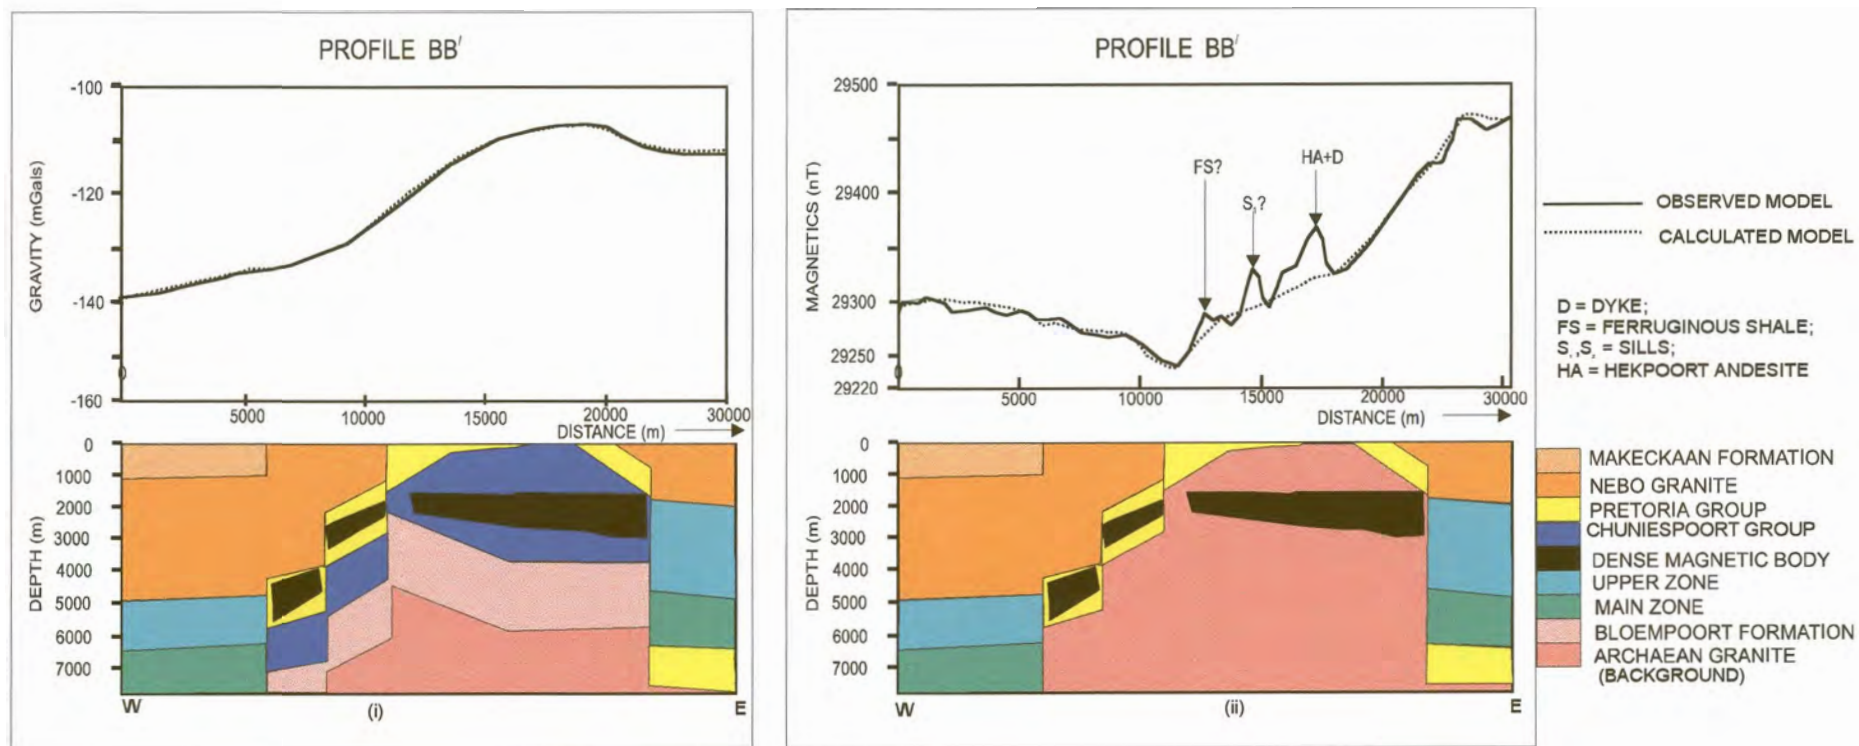 PROFILE BB′
-100
-120
-140
-160
GRAVITY (mGals)
0
5000
10000
15000
20000
30000
DISTANCE (m)
0
1000
2000
3000
4000
5000
6000
7000
DEPTH (m)
W
(i)
E
PROFILE BB′
29500
29400
29300
29250
29220
MAGNETICS (nT)
FS?
HA+D
0
5000
10000
15000
20000
30000
DISTANCE (m)
0
1000
2000
3000
4000
5000
6000
7000
DEPTH (m)
W
(ii)
E
OBSERVED MODEL
CALCULATED MODEL
D = DYKE;
FS = FERRUGINOUS SHALE;
= SILLS;
HA = HEKPOORT ANDESITE
MAKECKAAN FORMATION
NEBO GRANITE
PRETORIA GROUP
CHUNIESPOORT GROUP
DENSE MAGNETIC BODY
UPPER ZONE
MAIN ZONE
BLOEMPOORT FORMATION
ARCHAEAN GRANITE
(BACKGROUND)